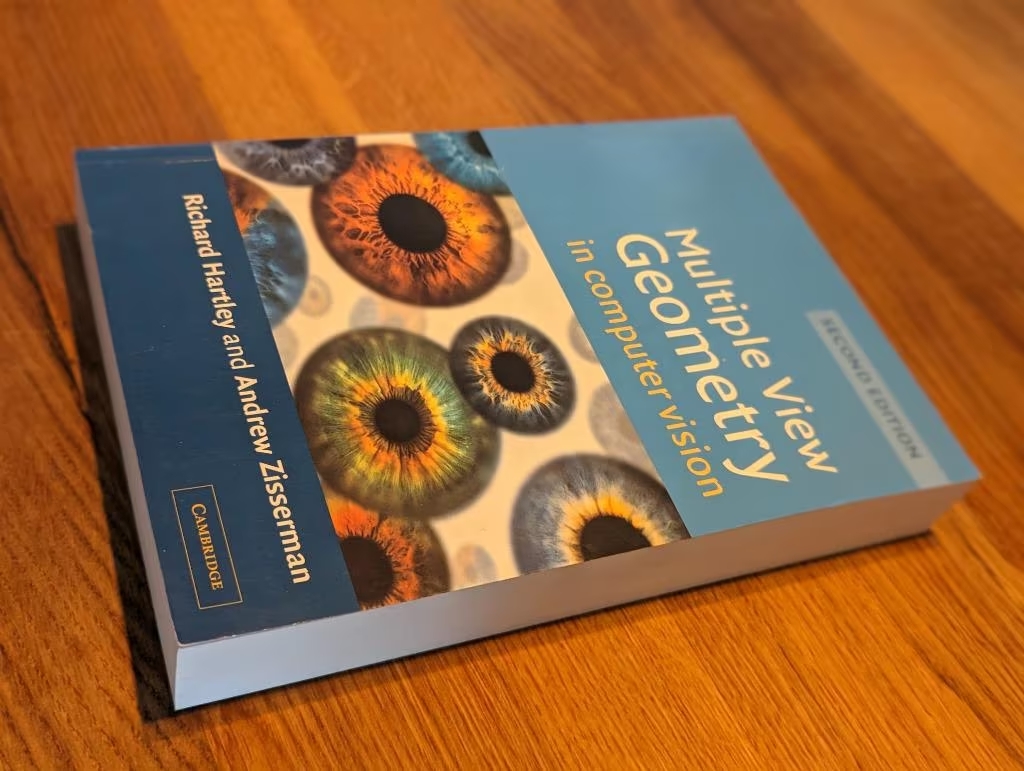 SECOND EDITION
Multiple View
Geometry
in computer vision
Richard Hartley and Andrew Zisserman
CAMBRIDGE